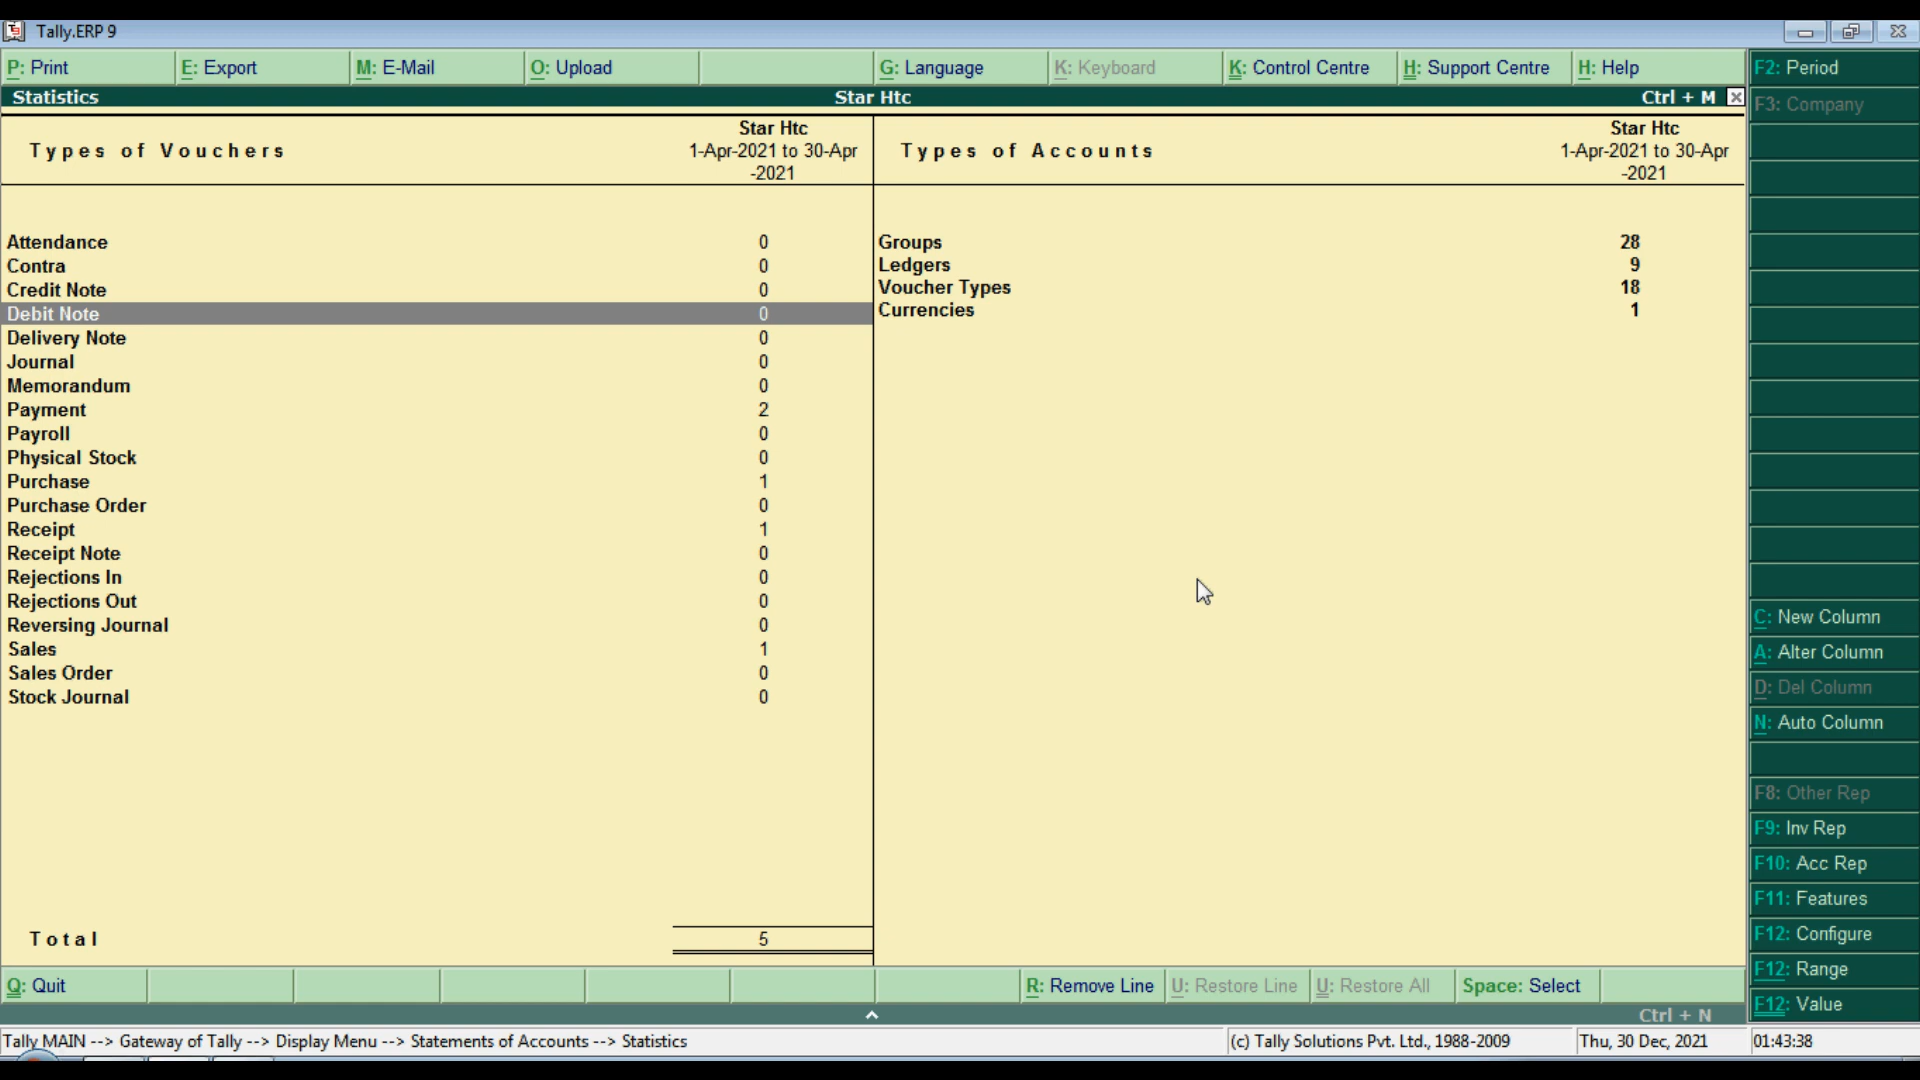 Tally.ERP 9
P: Print E: Export M: E-Mail O: Upload G: Language K: Keyboard K: Control Centre H: Support Centre H: Help
Statistics Star Htc Ctrl + M
Types of Vouchers
Star Htc
1-Apr-2021 to 30-Apr
-2021
Types of Accounts
Star Htc
1-Apr-2021 to 30-Apr
-2021
Attendance 0
Contra 0
Credit Note 0
Debit Note 0
Delivery Note 0
Journal 0
Memorandum 0
Payment 2
Payroll 0
Physical Stock 0
Purchase 1
Purchase Order 0
Receipt 1
Receipt Note 0
Rejections In 0
Rejections Out 0
Reversing Journal 0
Sales 1
Sales Order 0
Stock Journal 0
Total 5
Groups 28
Ledgers 9
Voucher Types 18
Currencies 1
F2: Period
F3: Company
C: New Column
A: Alter Column
D: Del Column
N: Auto Column
F8: Other Rep
F9: Inv Rep
F10: Acc Rep
F11: Features
F12: Configure
F12: Range
F12: Value
Q: Quit R: Remove Line U: Restore Line U: Restore All Space: Select
Ctrl + N
Tally MAIN --> Gateway of Tally --> Display Menu --> Statements of Accounts --> Statistics (c) Tally Solutions Pvt. Ltd., 1988-2009 Thu, 30 Dec, 2021 01:43:38